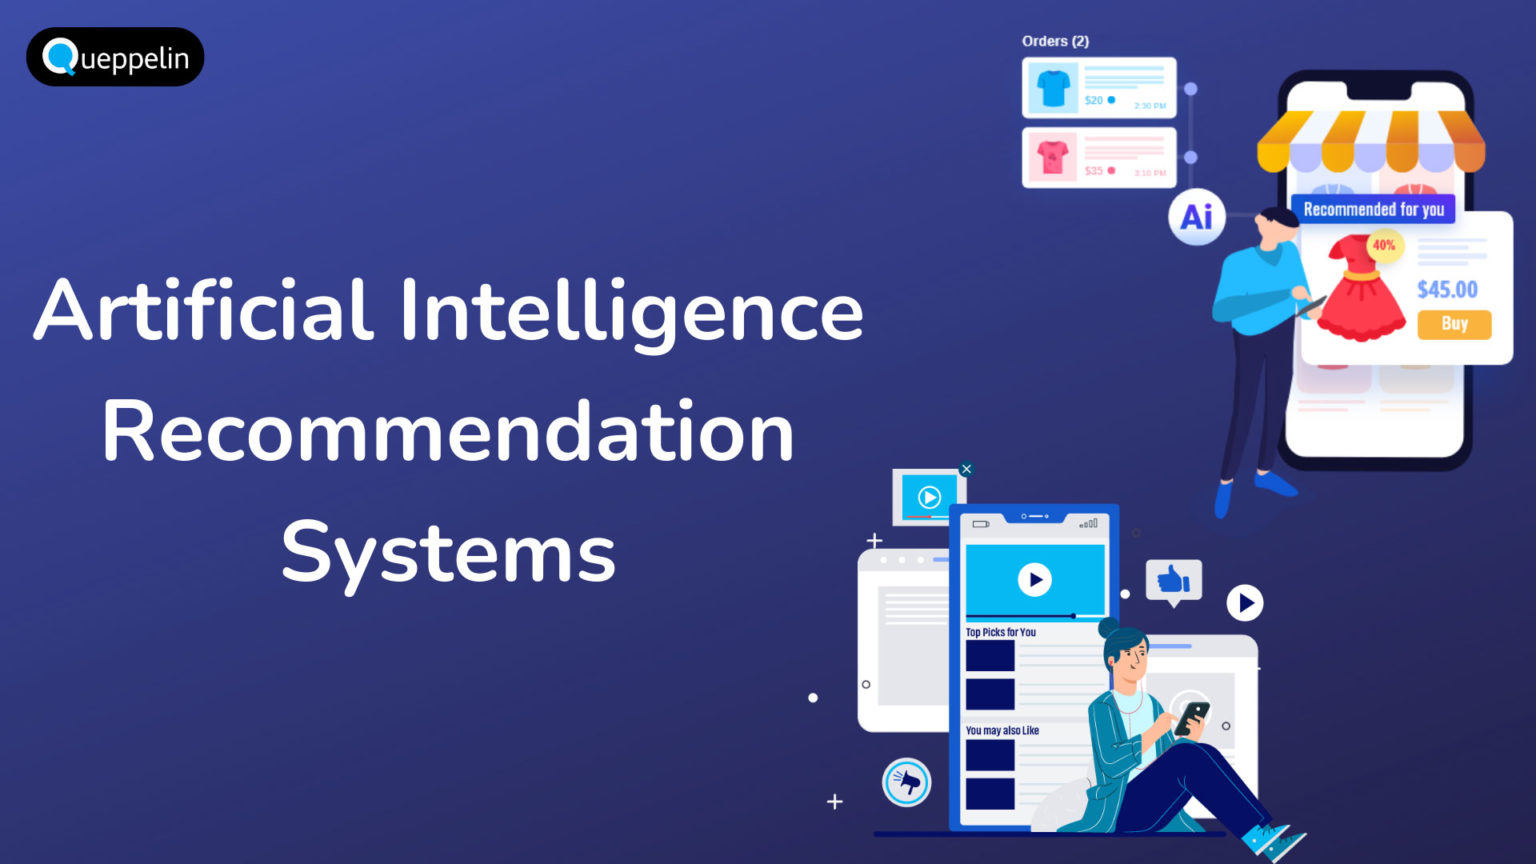 Queppelin
Artificial Intelligence
Recommendation
Systems
Orders (2)
$20
2:30 PM
$35
3:10 PM
Ai
Recommended for you
40%
$45.00
Buy
Top Picks for You
You may also Like